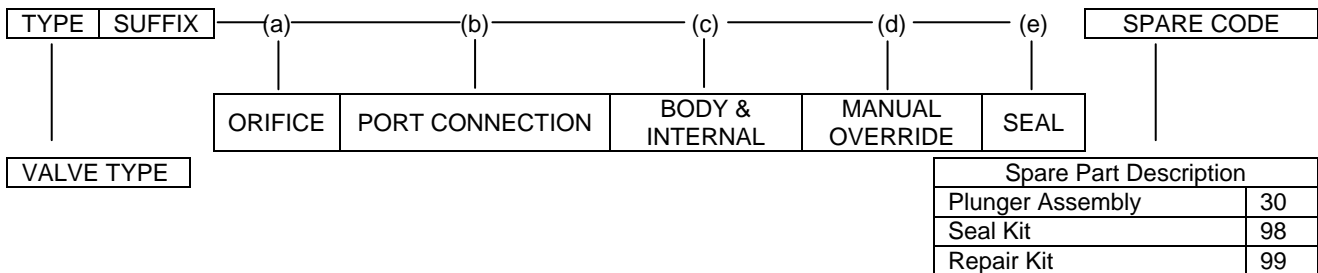 TYPE SUFFIX (a) (b) (c) (d) (e) SPARE CODE
ORIFICE PORT CONNECTION BODY & INTERNAL MANUAL OVERRIDE SEAL
VALVE TYPE
Spare Part Description
Plunger Assembly 30
Seal Kit 98
Repair Kit 99